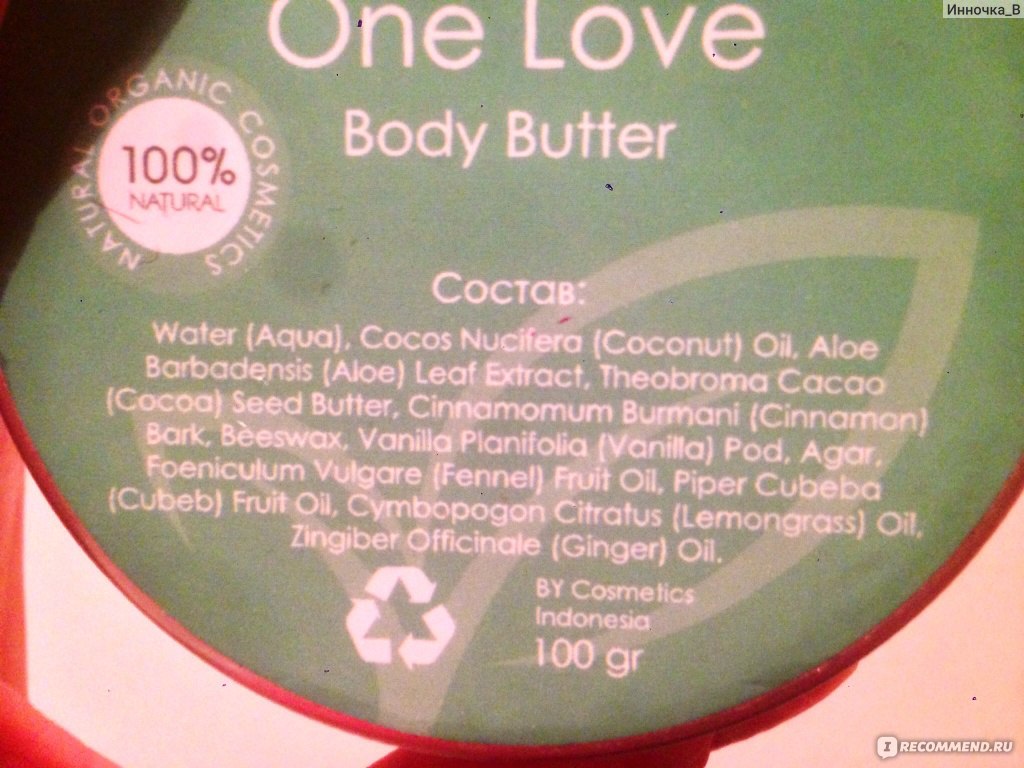 Инночка_В
One Love
Body Butter
NATURAL ORGANIC COSMETICS
100%
NATURAL
Состав:
Water (Aqua), Cocos Nucifera (Coconut) Oil, Aloe
Barbadensis (Aloe) Leaf Extract, Theobroma Cacao
(Cocoa) Seed Butter, Cinnamomum Burmani (Cinnamon)
Bark, Beeswax, Vanilla Planifolia (Vanilla) Pod, Agar,
Foeniculum Vulgare (Fennel) Fruit Oil, Piper Cubeba
(Cubeb) Fruit Oil, Cymbopogon Citratus (Lemongrass) Oil,
Zingiber Officinale (Ginger) Oil.
BY Cosmetics
Indonesia
100 gr
IRECOMMEND.RU